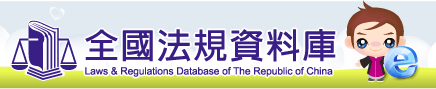 全國法規資料庫
Laws & Regulations Database of The Republic of China